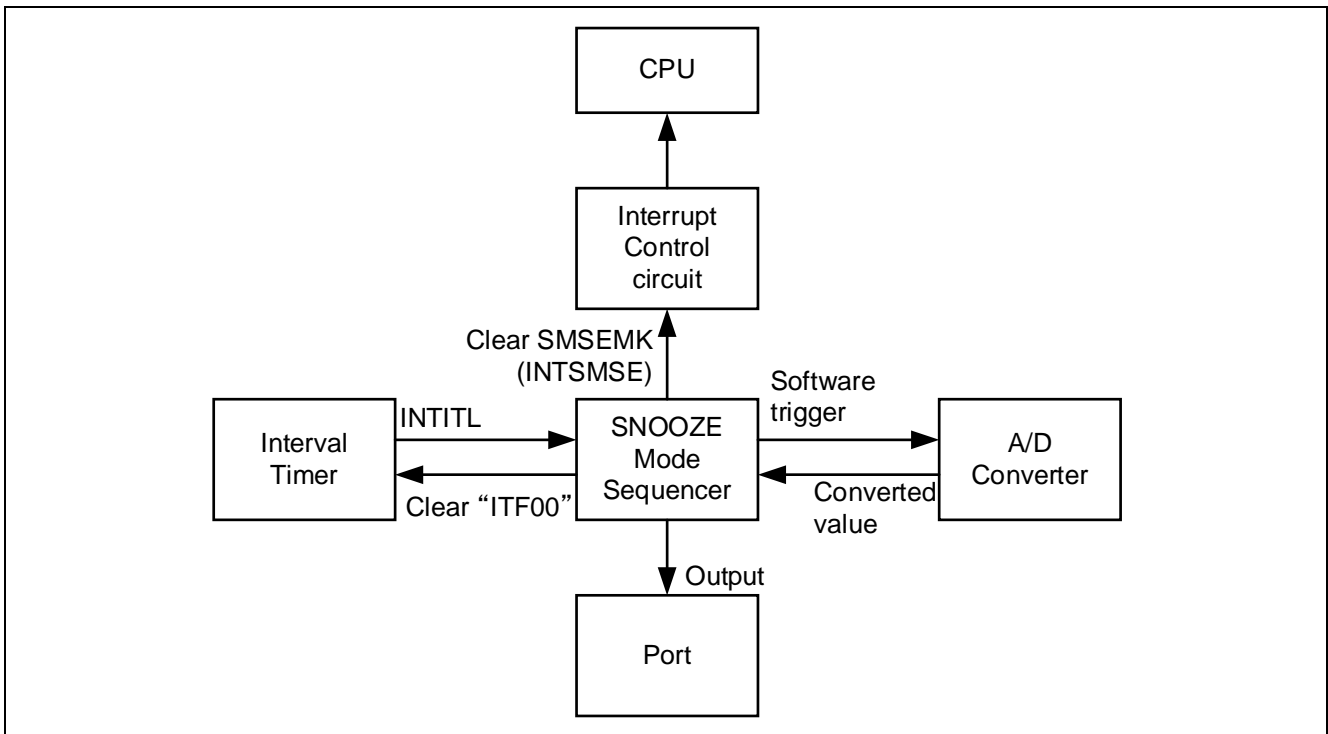 CPU
Interrupt
Control
circuit
Clear SMSEMK
(INTSMSE)
Software
trigger
INTITL
Interval
Timer
SNOOZE
Mode
Sequencer
A/D
Converter
Clear “ITF00”
Converted
value
Output
Port